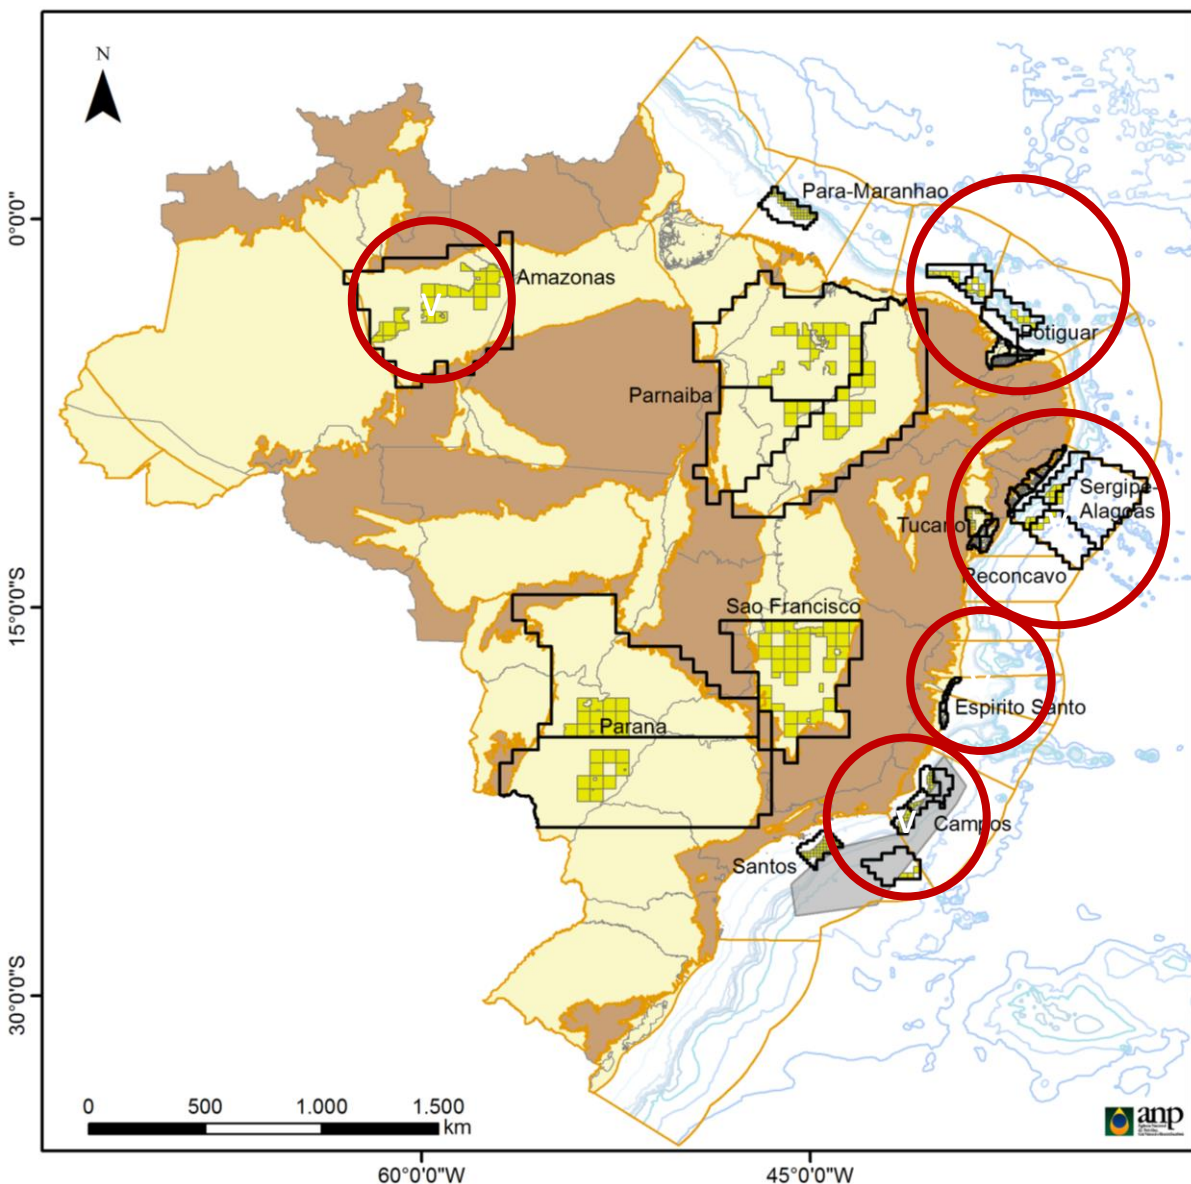 N
Para-Maranhao
0°0'0"
Amazonas
V
Potiguar
Parnaiba
Sergipe-
Alagoas
Tucano
Reconcavo
15°0'0"S
Sao Francisco
Espirito Santo
Parana
Campos
V
Santos
30°0'0"S
0 500 1.000 1.500
km
anp
60°0'0"W 45°0'0"W